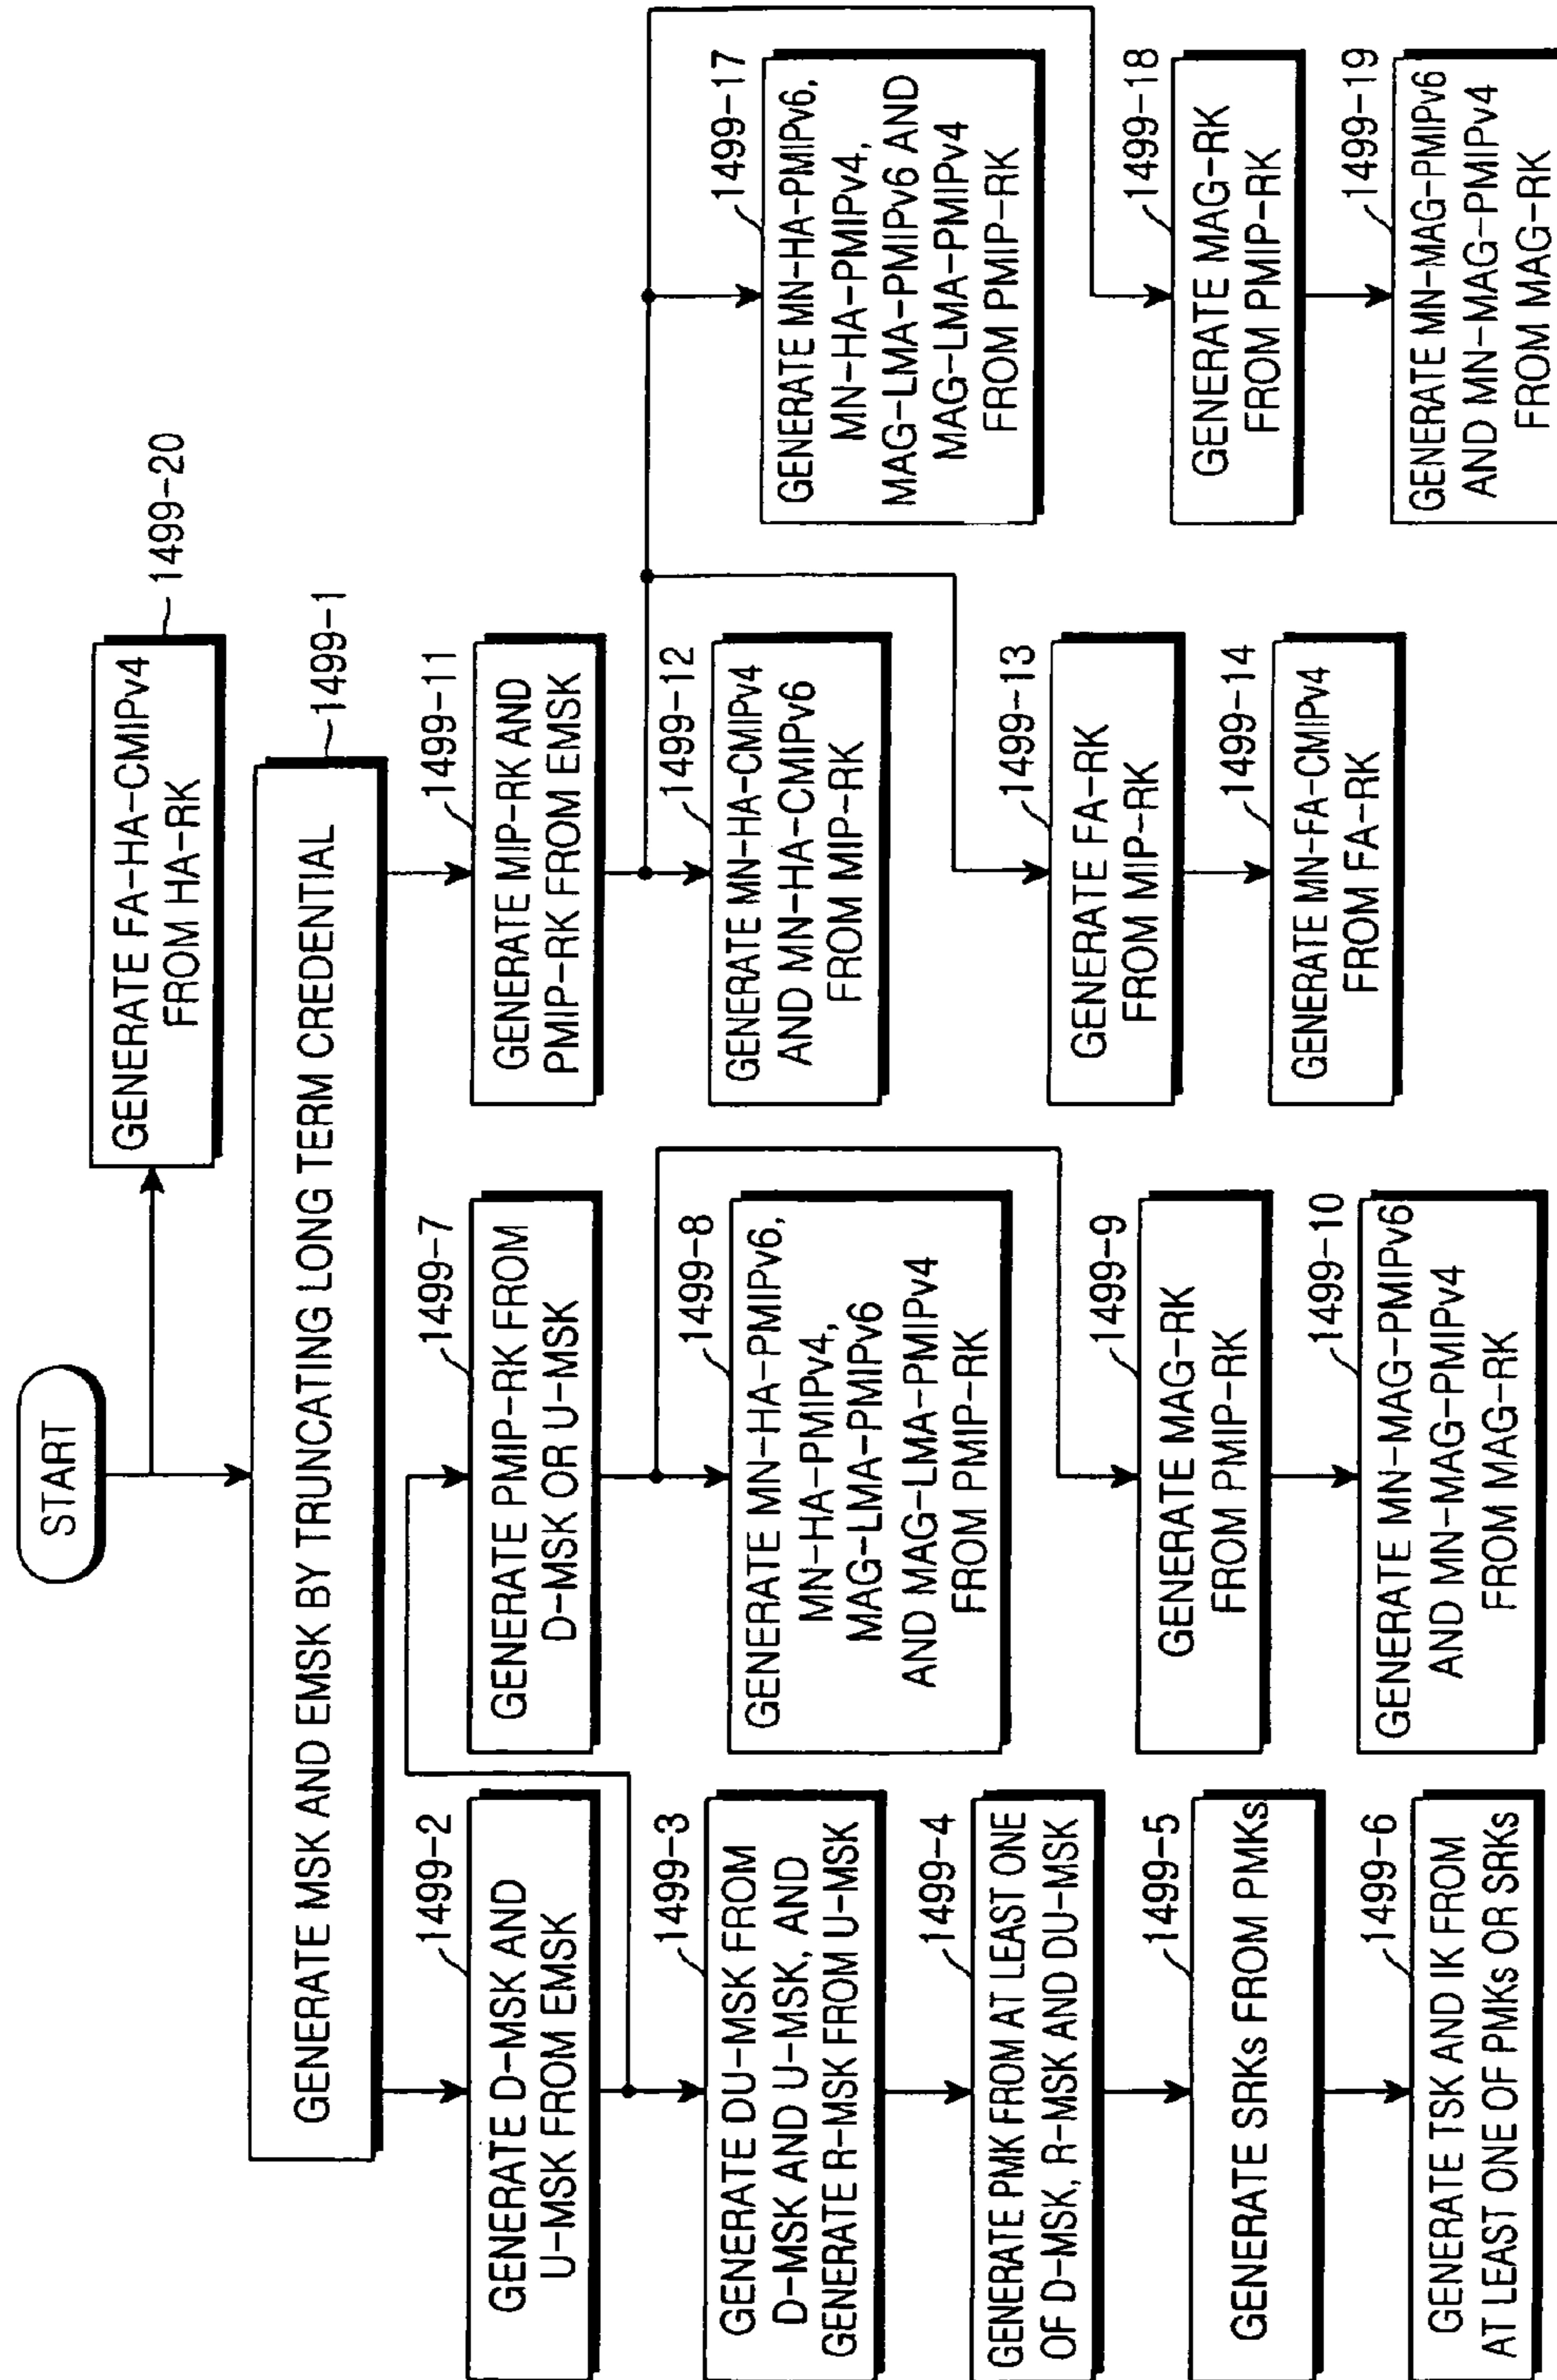 START
GENERATE FA-HA-CMIPv4
FROM HA-RK
1499-20
GENERATE MSK AND EMSK BY TRUNCATING LONG TERM CREDENTIAL
1499-1
GENERATE D-MSK AND
U-MSK FROM EMSK
1499-2
GENERATE DU-MSK FROM
D-MSK AND U-MSK, AND
GENERATE R-MSK FROM U-MSK
1499-3
GENERATE PMK FROM AT LEAST ONE
OF D-MSK, R-MSK AND DU-MSK
1499-4
GENERATE SRKs FROM PMKs
1499-5
GENERATE TSK AND IK FROM
AT LEAST ONE OF PMKs OR SRKs
1499-6
GENERATE PMIP-RK FROM
D-MSK OR U-MSK
1499-7
GENERATE MN-HA-PMIPv6,
MN-HA-PMIPv4,
MAG-LMA-PMIPv6
AND MAG-LMA-PMIPv4
FROM PMIP-RK
1499-8
GENERATE MAG-RK
FROM PMIP-RK
1499-9
GENERATE MN-MAG-PMIPv6
AND MN-MAG-PMIPv4
FROM MAG-RK
1499-10
GENERATE MIP-RK AND
PMIP-RK FROM EMSK
1499-11
GENERATE MN-HA-CMIPv4
AND MN-HA-CMIPv6
FROM MIP-RK
1499-12
GENERATE FA-RK
FROM MIP-RK
1499-13
GENERATE MN-FA-CMIPv4
FROM FA-RK
1499-14
GENERATE MN-HA-PMIPv6,
MN-HA-PMIPv4,
MAG-LMA-PMIPv6 AND
MAG-LMA-PMIPv4
FROM PMIP-RK
1499-17
GENERATE MAG-RK
FROM PMIP-RK
1499-18
GENERATE MN-MAG-PMIPv6
AND MN-MAG-PMIPv4
FROM MAG-RK
1499-19